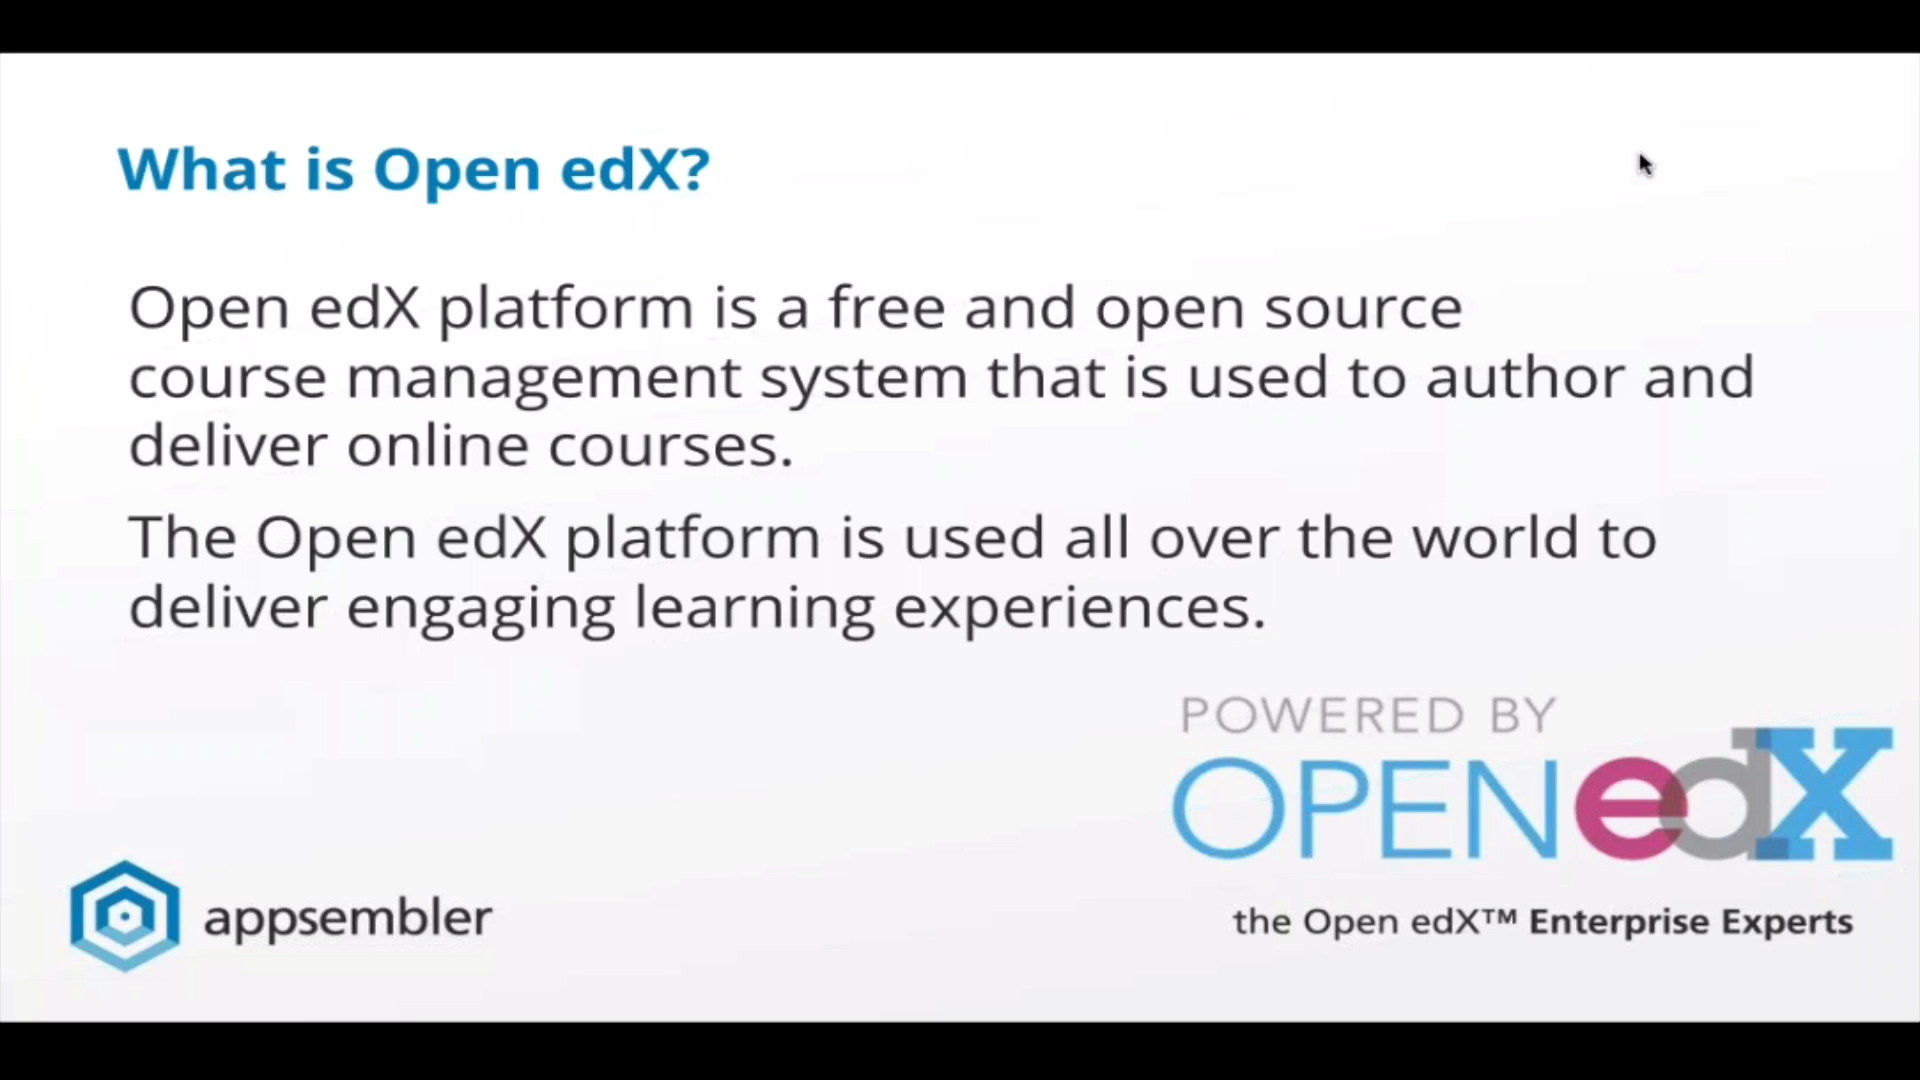 What is Open edX?
Open edX platform is a free and open source
course management system that is used to author and
deliver online courses.
The Open edX platform is used all over the world to
deliver engaging learning experiences.
POWERED BY
OPEN edX
appsembler
the Open edX™ Enterprise Experts